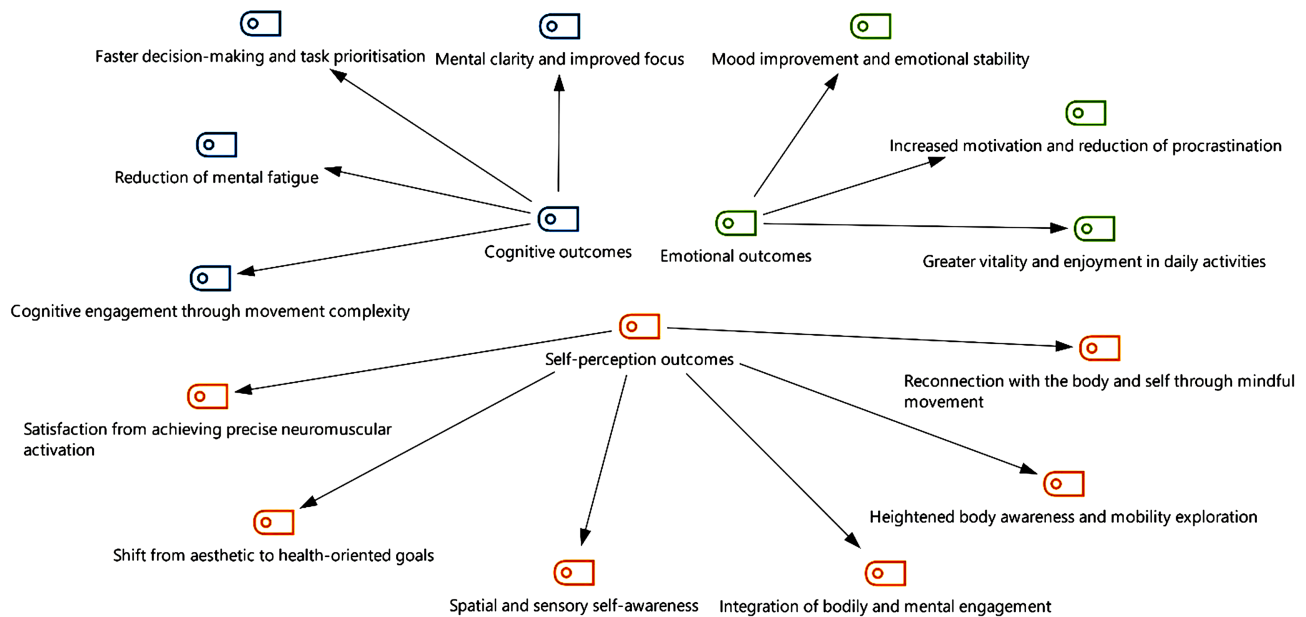 Faster decision-making and task prioritisation
Mental clarity and improved focus
Mood improvement and emotional stability
Increased motivation and reduction of procrastination
Reduction of mental fatigue
Cognitive outcomes
Emotional outcomes
Greater vitality and enjoyment in daily activities
Cognitive engagement through movement complexity
Self-perception outcomes
Reconnection with the body and self through mindful
movement
Satisfaction from achieving precise neuromuscular
activation
Heightened body awareness and mobility exploration
Shift from aesthetic to health-oriented goals
Spatial and sensory self-awareness
Integration of bodily and mental engagement